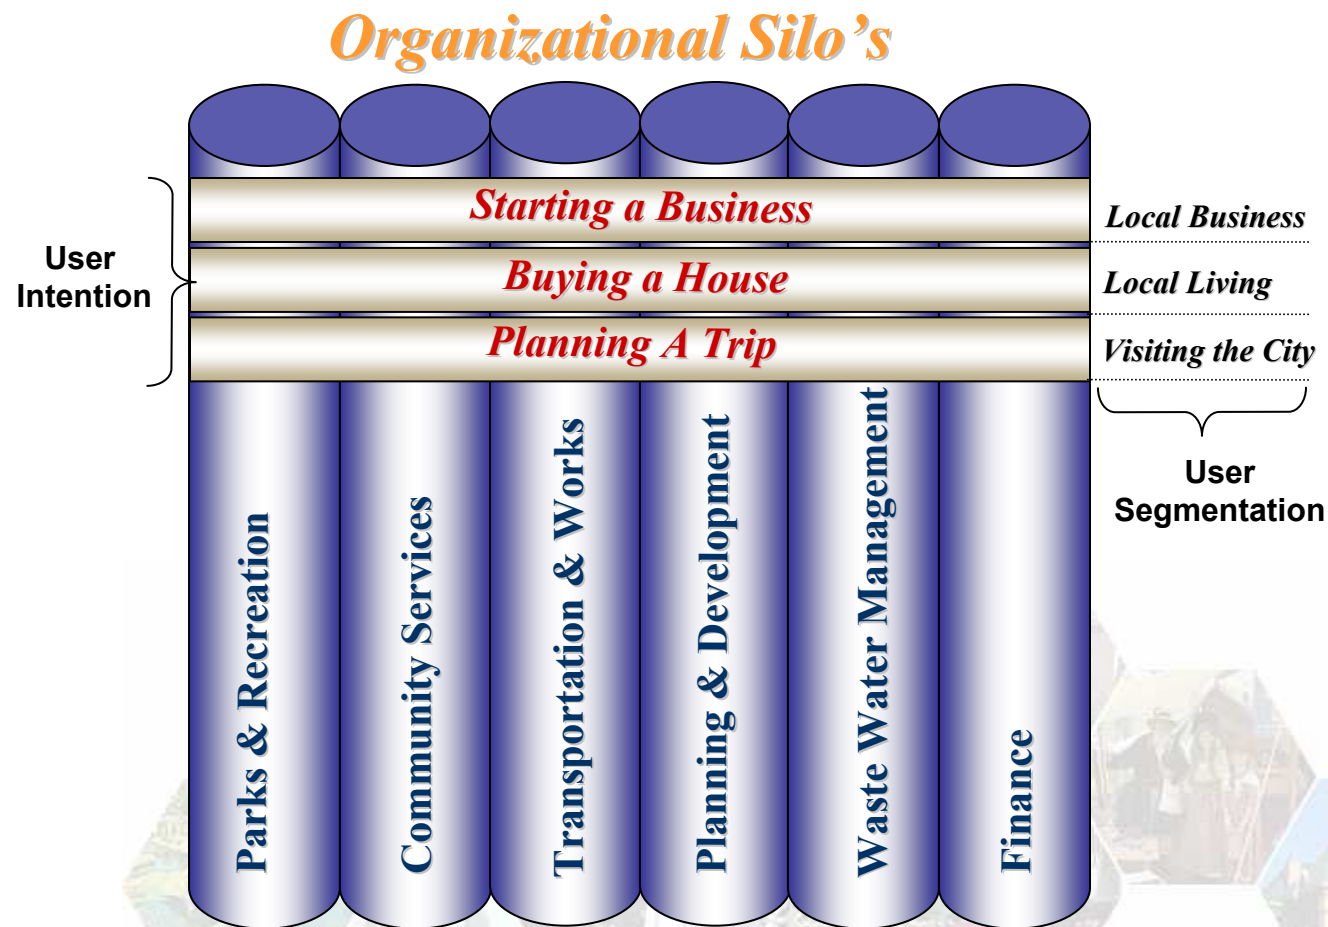 Organizational Silo's
Starting a Business
Local Business
User
Intention
Buying a House
Local Living
Planning A Trip
Visiting the City
User
Segmentation
Parks & Recreation
Community Services
Transportation & Works
Planning & Development
Waste Water Management
Finance